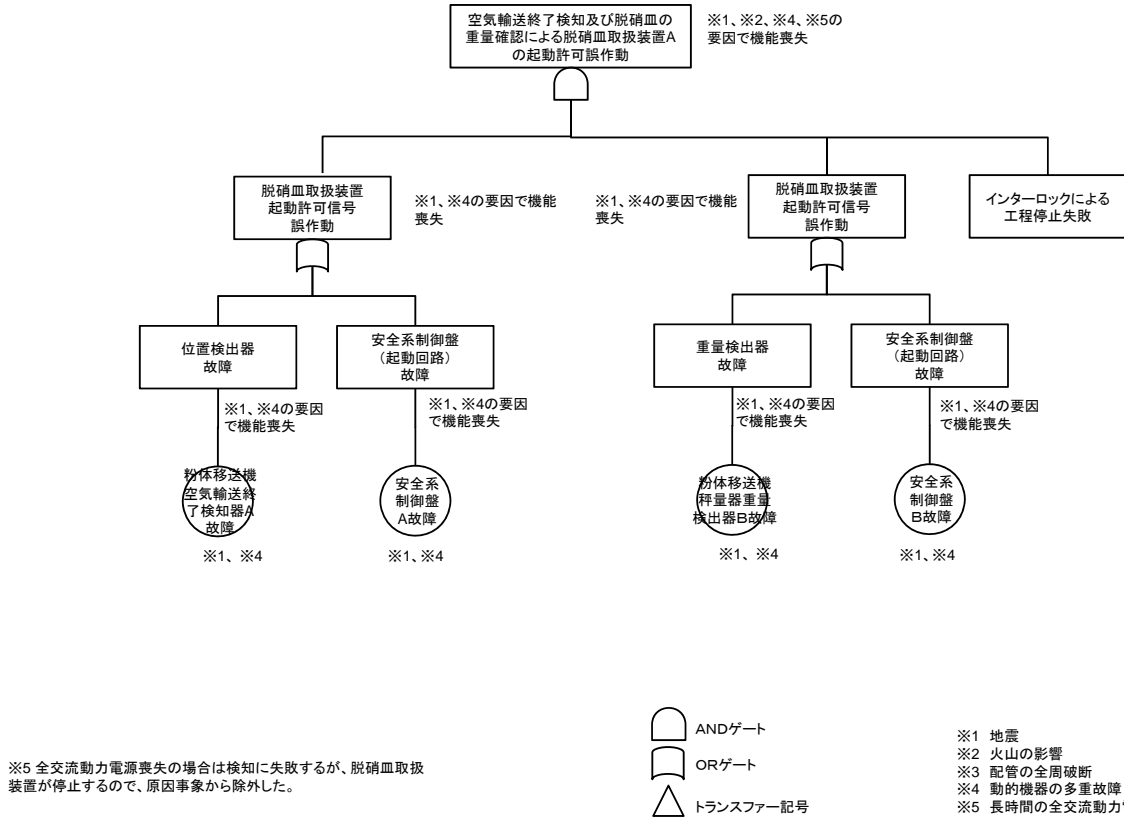 空気輸送終了検知及び脱硝皿の
重量確認による脱硝皿取扱装置A
の起動許可誤作動
※1、※2、※4、※5の
要因で機能喪失
脱硝皿取扱装置
起動許可信号
誤作動
※1、※4の要因で機能
喪失
※1、※4の要因で機能
喪失
脱硝皿取扱装置
起動許可信号
誤作動
インターロックによる
工程停止失敗
位置検出器
故障
安全系制御盤
（起動回路）
故障
重量検出器
故障
安全系制御盤
（起動回路）
故障
※1、※4の要因
で機能喪失
※1、※4の要因
で機能喪失
※1、※4の要因
で機能喪失
※1、※4の要因
で機能喪失
粉体移送機
空気輸送終
了検知器A
故障
安全系
制御盤
A故障
粉体移送機
秤量器重量
検出器B故障
安全系
制御盤
B故障
※1、※4
※1、※4
※1、※4
※1、※4
※5 全交流動力電源喪失の場合は検知に失敗するが、脱硝皿取扱
装置が停止するので、原因事象から除外した。
ANDゲート
ORゲート
トランスファー記号
※1 地震
※2 火山の影響
※3 配管の全周破断
※4 動的機器の多重故障
※5 長時間の全交流動力